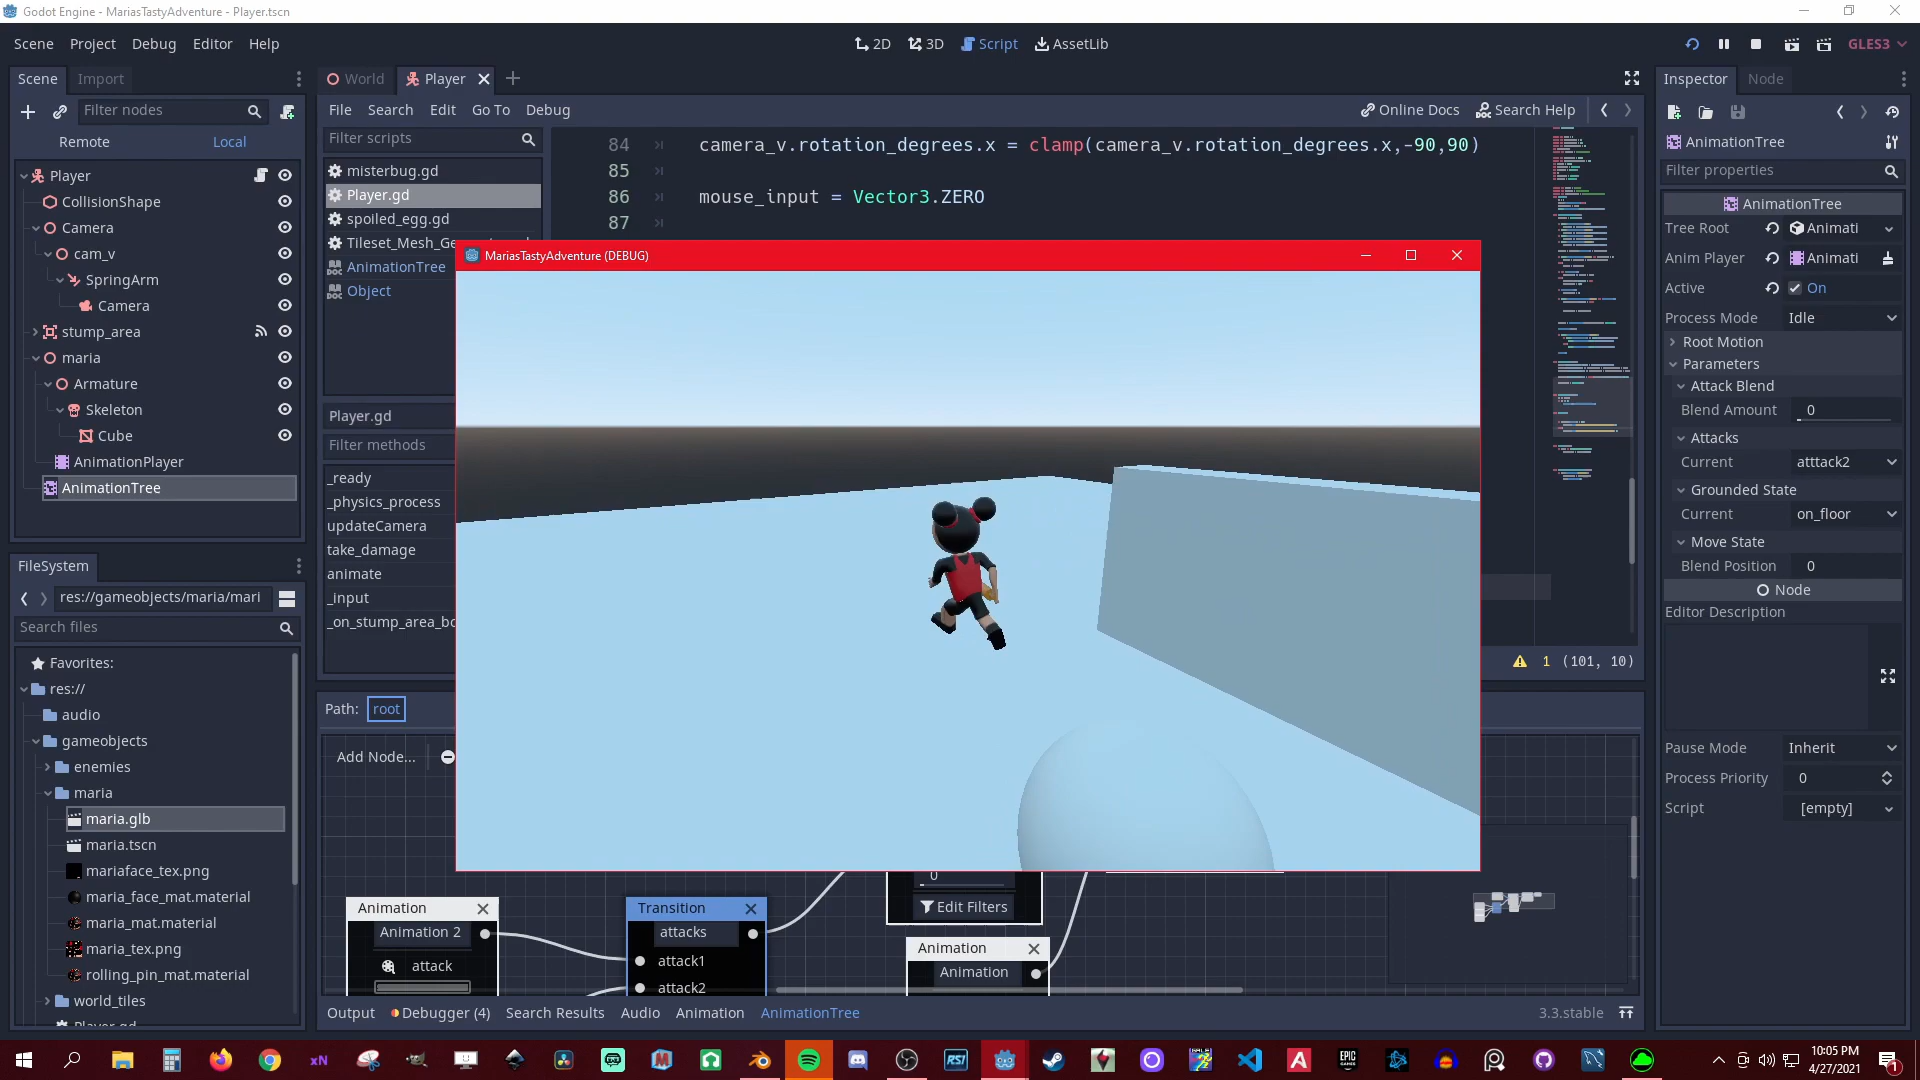 Godot Engine - MariasTastyAdventure - Player.tscn
Scene Project Debug Editor Help
2D 3D Script AssetLib
GLES3
Scene Import
World Player
Inspector Node
Filter nodes
File Search Edit Go To Debug
Online Docs Search Help
Remote Local
Filter scripts
AnimationTree
Filter properties
Player
CollisionShape
Camera
cam_v
SpringArm
Camera
stump_area
maria
Armature
Skeleton
Cube
AnimationPlayer
AnimationTree
misterbug.gd
Player.gd
spoiled_egg.gd
Tileset_Mesh_Ge
AnimationTree
Object
Player.gd
Filter methods
_ready
_physics_process
updateCamera
take_damage
animate
_input
_on_stump_area_bo
84 camera_v.rotation_degrees.x = clamp(camera_v.rotation_degrees.x,-90,90)
85
86 mouse_input = Vector3.ZERO
87
MariasTastyAdventure (DEBUG)
1 (101, 10)
AnimationTree
Tree Root Animati
Anim Player Animati
Active On
Process Mode Idle
Root Motion
Parameters
Attack Blend
Blend Amount 0
Attacks
Current atttack2
Grounded State
Current on_floor
Move State
Blend Position 0
Node
Editor Description
Pause Mode Inherit
Process Priority 0
Script [empty]
FileSystem
res://gameobjects/maria/mari
Search files
Favorites:
res://
audio
gameobjects
enemies
maria
maria.glb
maria.tscn
mariaface_tex.png
maria_face_mat.material
maria_mat.material
maria_tex.png
rolling_pin_mat.material
world_tiles
Player.gd
Path: root
Add Node...
Animation
Animation 2
attack
Transition
attacks
attack1
attack2
0
Edit Filters
Animation
Animation
Output Debugger (4) Search Results Audio Animation AnimationTree
3.3.stable
xN
RSI
EPIC GAMES
10:05 PM
4/27/2021
1